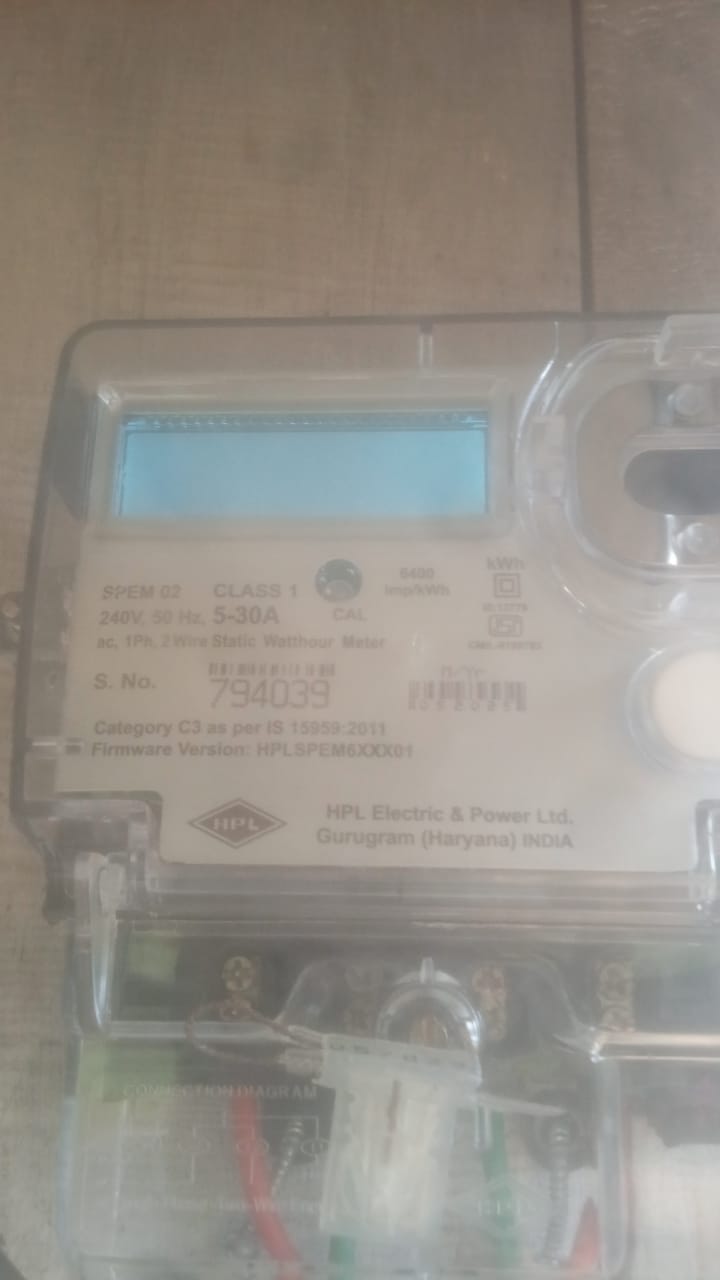 SPEM 02 CLASS 1
CAL
6400
imp/kWh
kWh
240V, 50 Hz, 5-30A
ac, 1Ph, 2 Wire Static Watthour Meter
S. No. 794039
Category C3 as per IS 15959:2011
Firmware Version: HPLSPEM6XXX01
HPL
HPL Electric & Power Ltd.
Gurugram (Haryana) INDIA
CONNECTION DIAGRAM